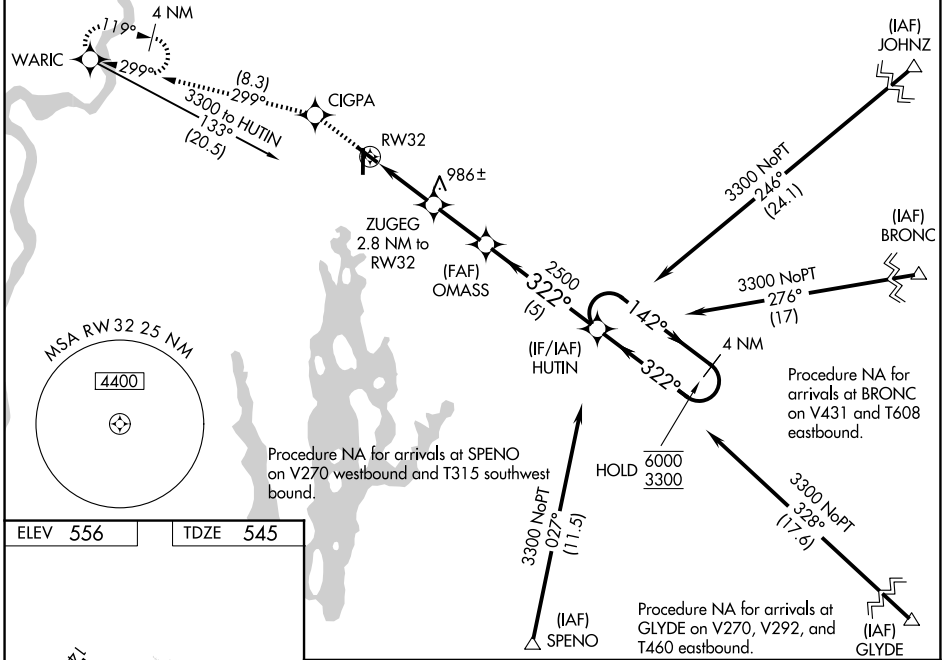 4 NM
119°
WARIC
299°
(8.3)
299°
CIGPA
3300 to HUTIN
133°
(20.5)
RW32
986±
ZUGEG
2.8 NM to
RW32
(FAF)
OMASS
2500
322°
(5)
(IF/IAF)
HUTIN
142°
322°
4 NM
HOLD
6000
3300
(IAF)
JOHNZ
3300 NoPT
246°
(24.1)
(IAF)
BRONC
3300 NoPT
276°
(17)
Procedure NA for
arrivals at BRONC
on V431 and T608
eastbound.
MSA RW32 25 NM
4400
Procedure NA for arrivals at SPENO
on V270 westbound and T315 southwest
bound.
3300 NoPT
027°
(11.5)
(IAF)
SPENO
3300 NoPT
328°
(17.6)
(IAF)
GLYDE
Procedure NA for arrivals at
GLYDE on V270, V292, and
T460 eastbound.
ELEV 556
TDZE 545